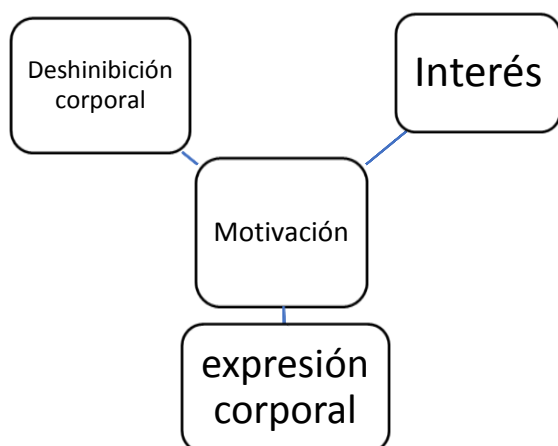 Deshinibición
corporal
Interés
Motivación
expresión
corporal